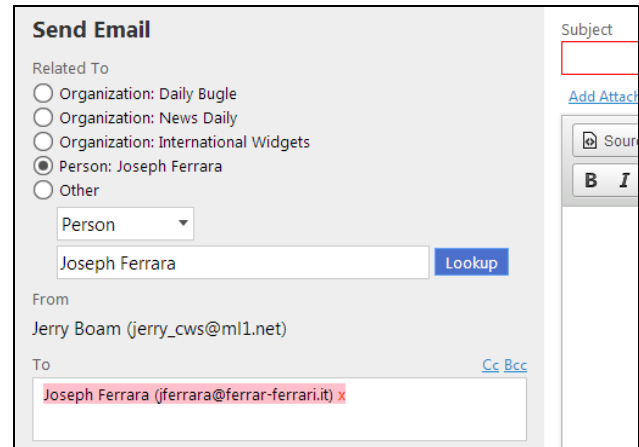 Send Email
Related To
Organization: Daily Bugle
Organization: News Daily
Organization: International Widgets
Person: Joseph Ferrara
Other
Person
Joseph Ferrara
Lookup
From
Jerry Boam (jerry_cws@ml1.net)
To
Cc Bcc
Joseph Ferrara (jferrara@ferrar-ferrari.it) x
Subject
Add Attach
Sour
B I